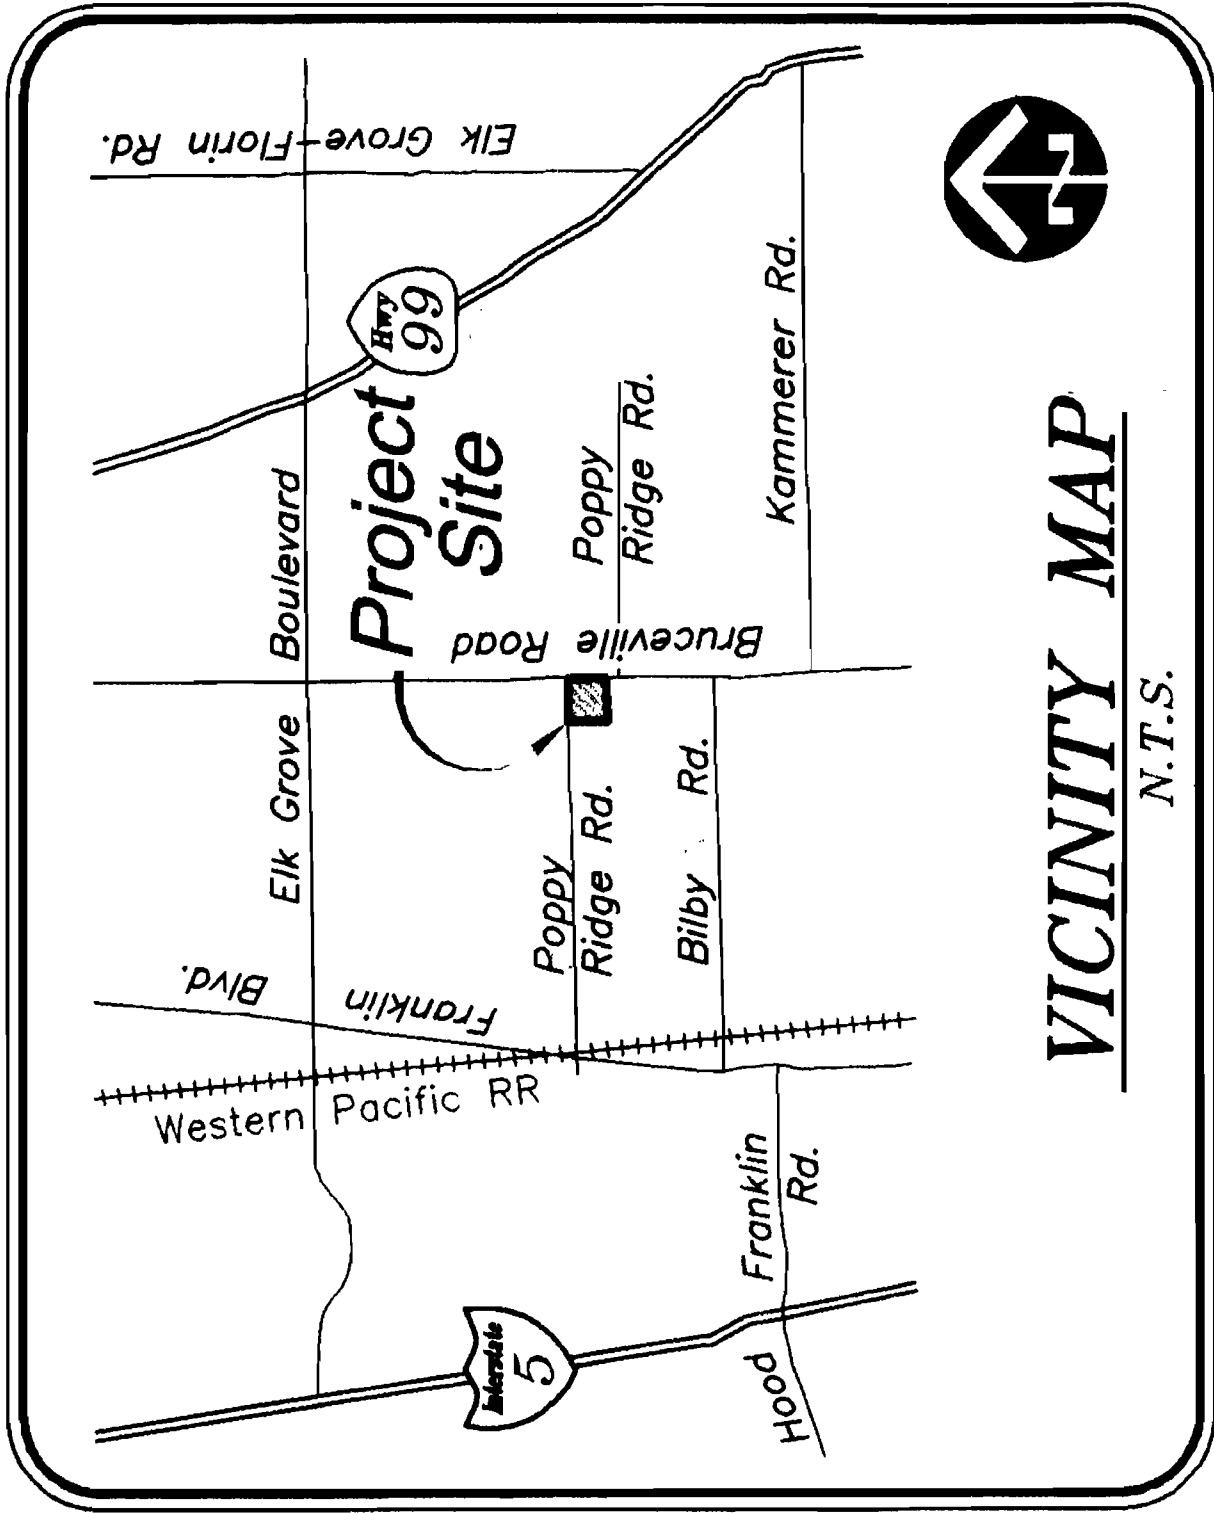 Elk Grove-Florin Rd.
Hwy
99
Elk Grove Boulevard
Project
Site
Poppy
Ridge Rd.
Kammerer Rd.
Bruceville Road
Poppy
Ridge Rd.
Bilby Rd.
Franklin Blvd.
Western Pacific RR
Interstate
5
Hood Franklin
Rd.
VICINITY MAP
N.T.S.